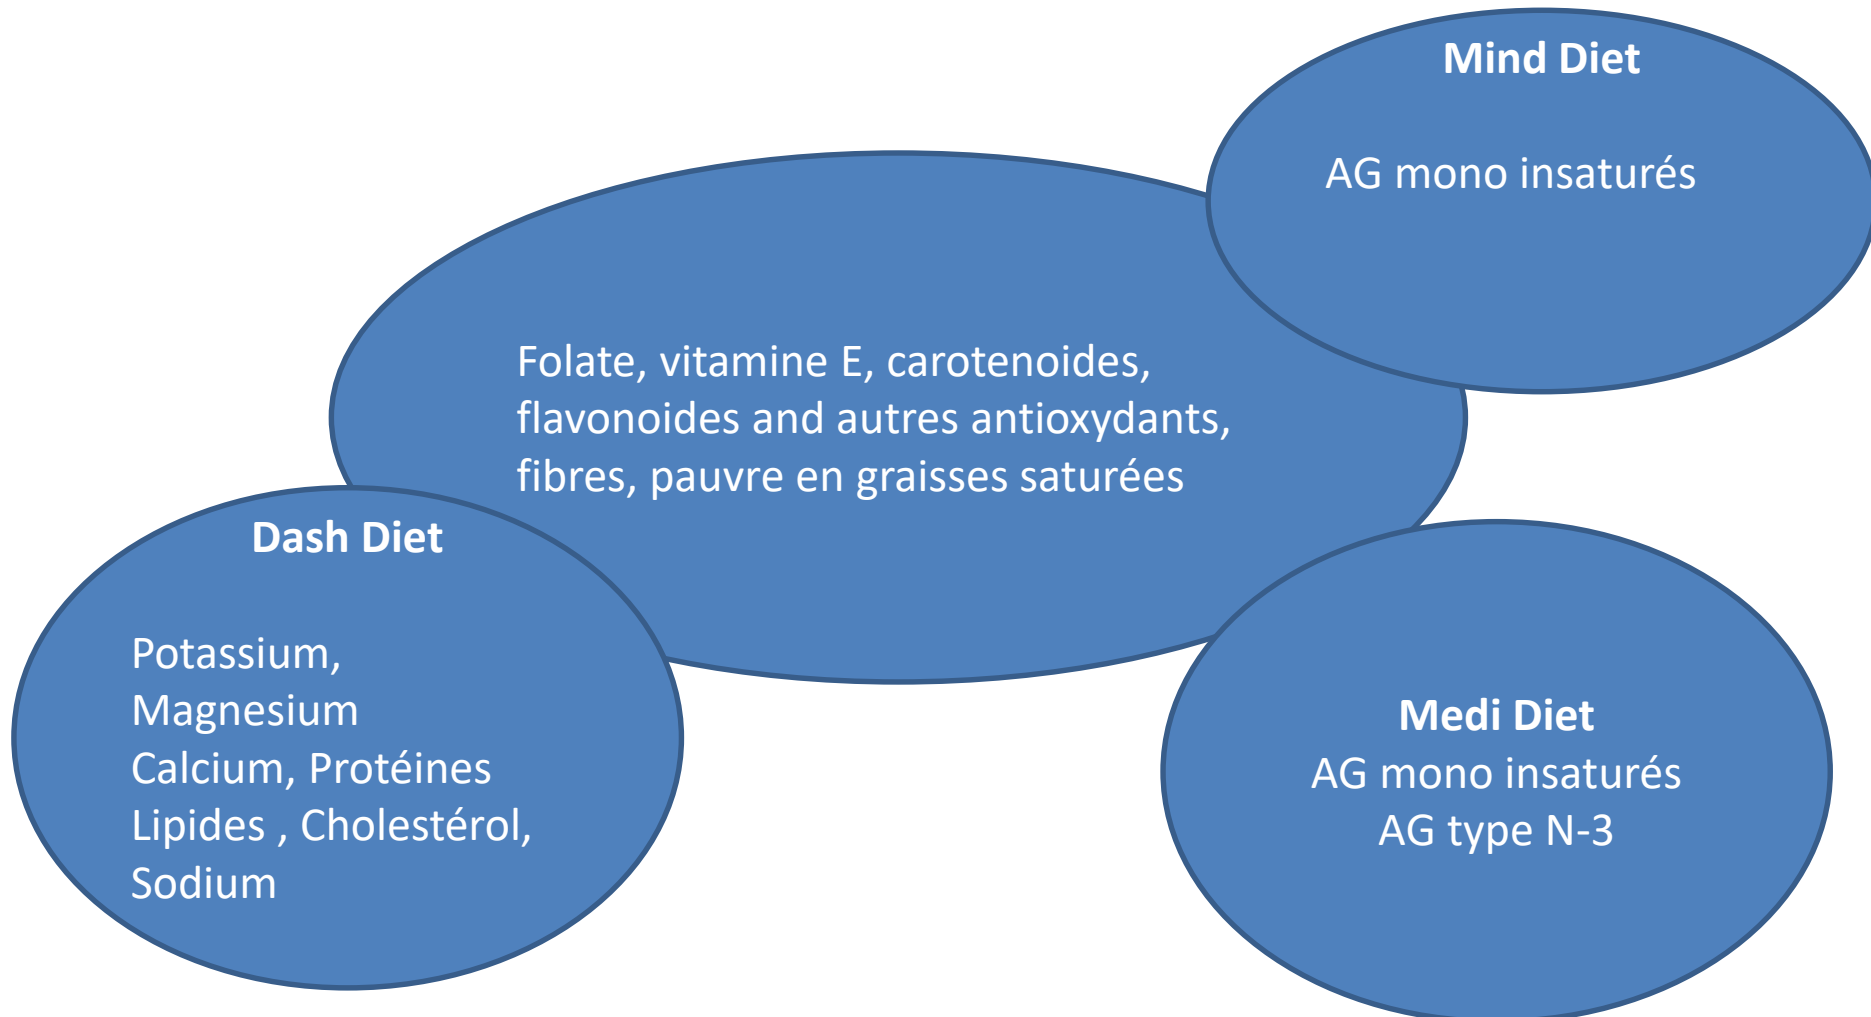 Mind Diet
AG mono insaturés
Folate, vitamine E, carotenoides,
flavonoides and autres antioxydants,
fibres, pauvre en graisses saturées
Dash Diet
Potassium,
Magnesium
Calcium, Protéines
Lipides , Cholestérol,
Sodium
Medi Diet
AG mono insaturés
AG type N-3